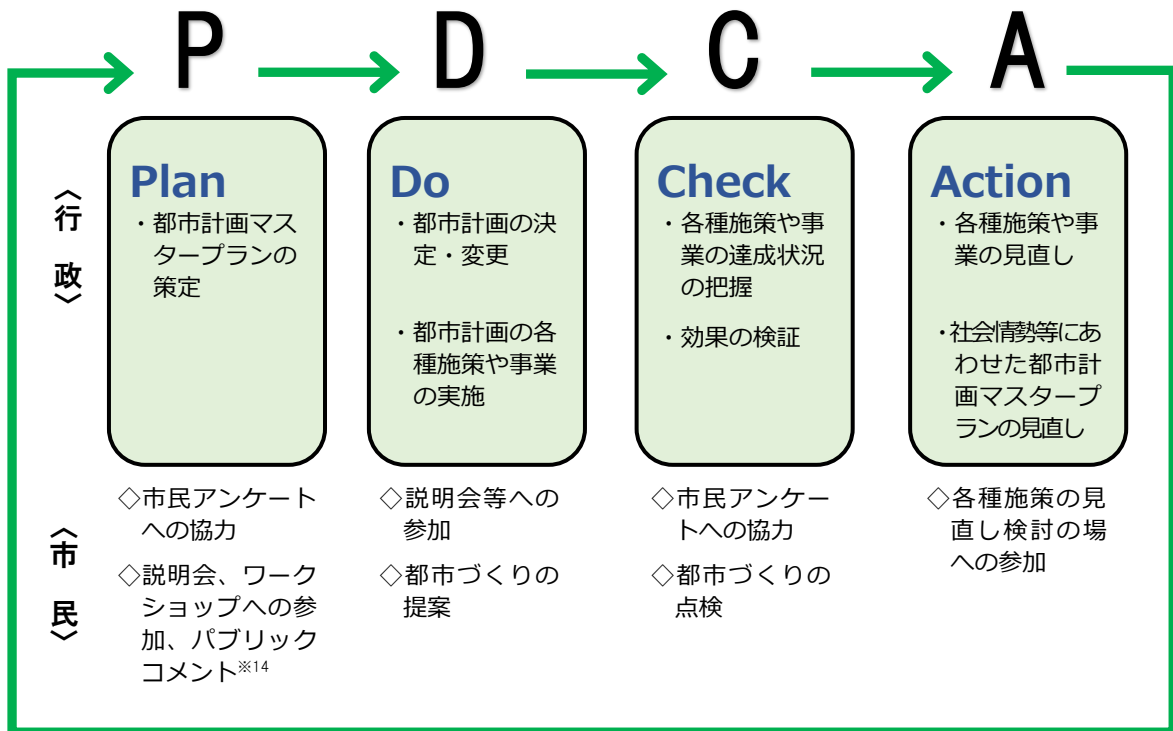 P
D
C
A
〈行政〉
Plan
・都市計画マス
タープランの
策定
Do
・都市計画の決
定・変更
・都市計画の各
種施策や事業
の実施
Check
・各種施策や事
業の達成状況
の把握
・効果の検証
Action
・各種施策や事
業の見直し
・社会情勢等にあ
わせた都市計
画マスタープ
ランの見直し
〈市民〉
◇市民アンケート
への協力
◇説明会、ワーク
ショップへの参
加、パブリック
コメント※14
◇説明会等への
参加
◇都市づくりの
提案
◇市民アンケー
トへの協力
◇都市づくりの
点検
◇各種施策の見
直し検討の場
への参加